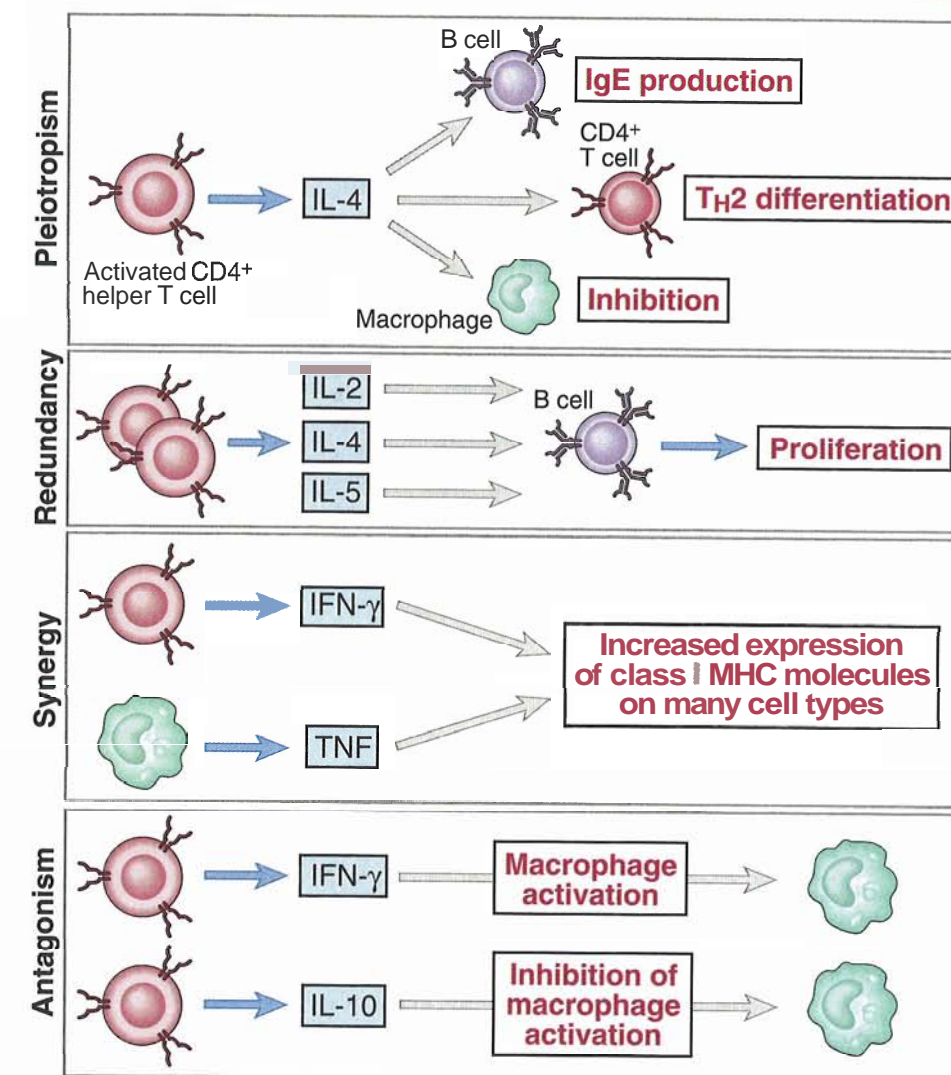 Pleiotropism
B cell
IgE production
CD4+
T cell
IL-4
TH2 differentiation
Activated CD4+
helper T cell
Macrophage
Inhibition
Redundancy
IL-2
IL-4
IL-5
B cell
Proliferation
Synergy
IFN-γ
TNF
Increased expression
of class I MHC molecules
on many cell types
Antagonism
IFN-γ
Macrophage
activation
IL-10
Inhibition of
macrophage
activation